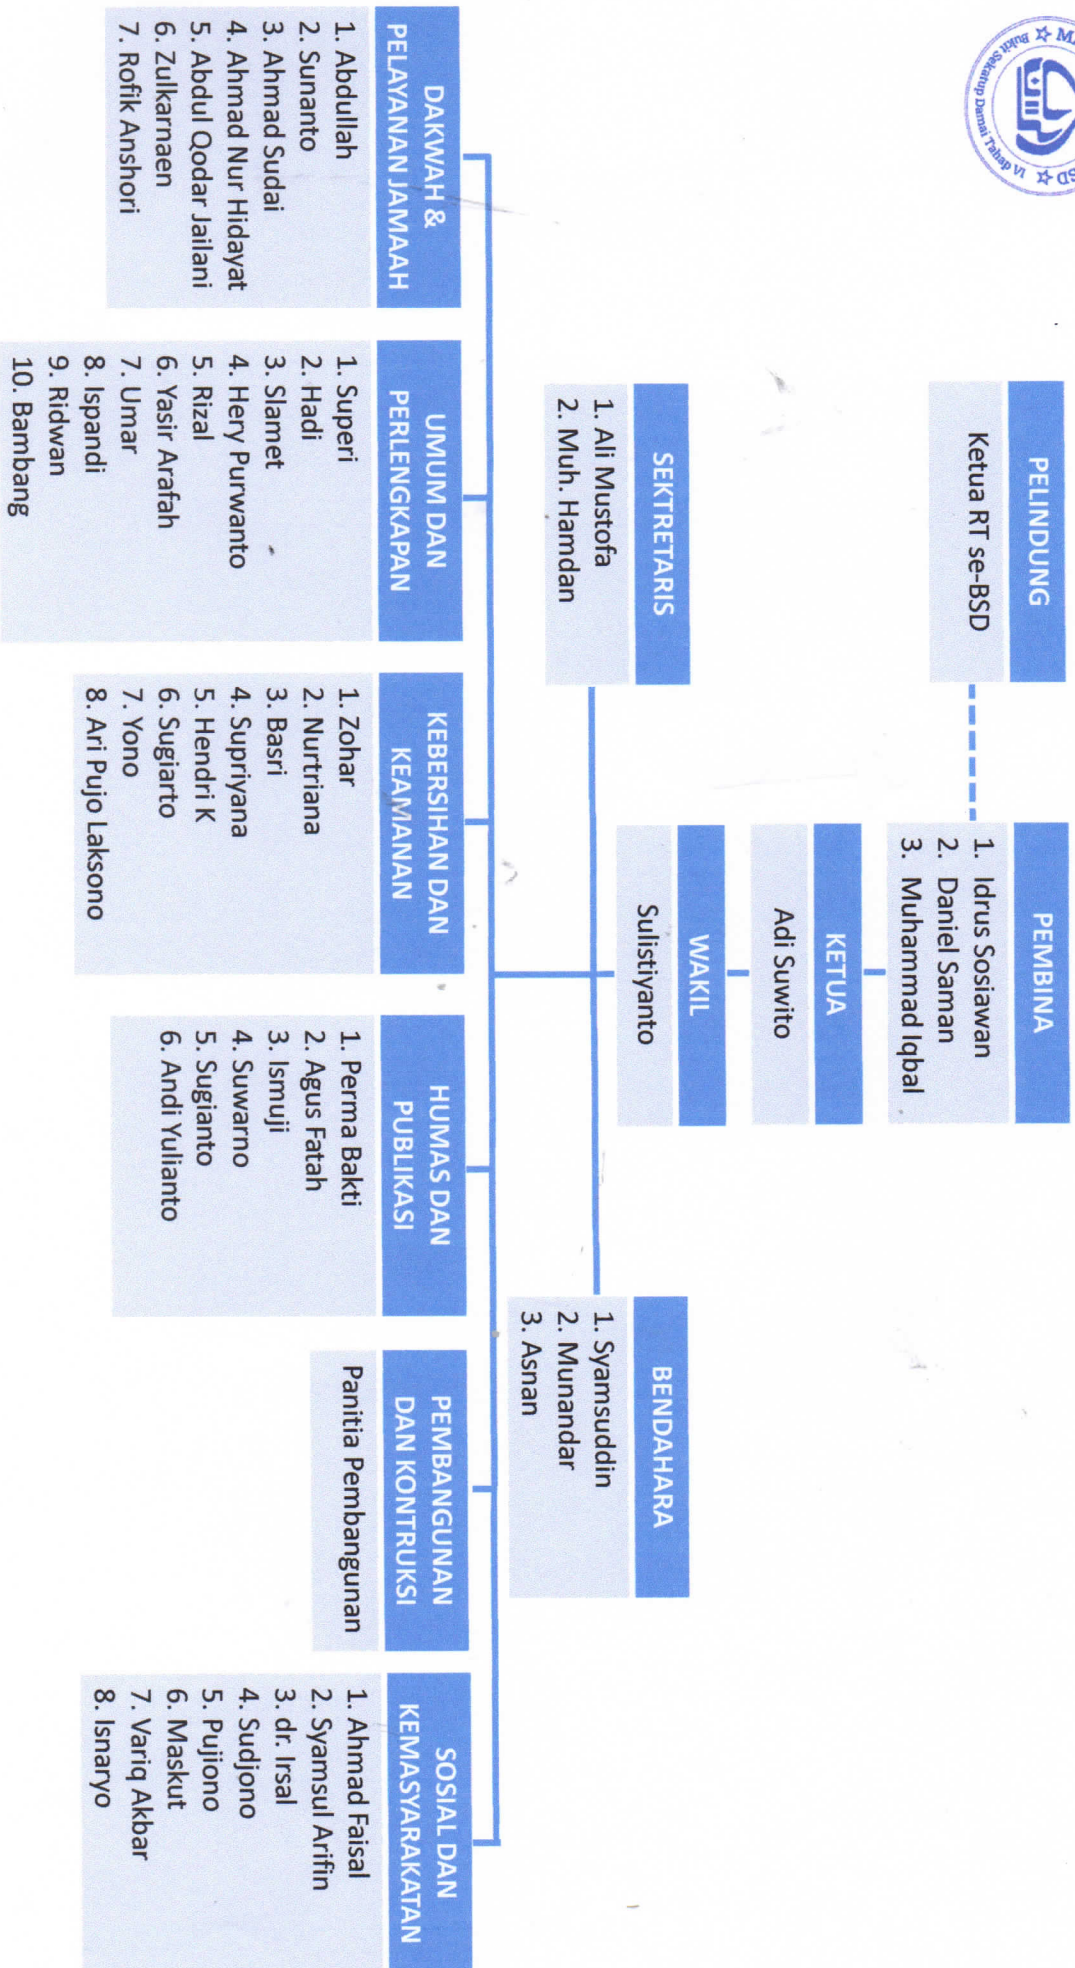 MA
Bukit Sekatup Damai Tahap VI
PELINDUNG
Ketua RT se-BSD
PEMBINA
1. Idrus Sosiawan
2. Daniel Saman
3. Muhammad Iqbal
KETUA
Adi Suwito
WAKIL
Sulistiyanto
SEKTRETARIS
1. Ali Mustofa
2. Muh. Hamdan
BENDAHARA
1. Syamsuddin
2. Munandar
3. Asnan
DAKWAH &
PELAYANAN JAMAAH
1. Abdullah
2. Sunanto
3. Ahmad Sudai
4. Ahmad Nur Hidayat
5. Abdul Qodar Jailani
6. Zulkarnaen
7. Rofik Anshori
UMUM DAN
PERLENGKAPAN
1. Superi
2. Hadi
3. Slamet
4. Hery Purwanto
5. Rizal
6. Yasir Arafah
7. Umar
8. Ispandi
9. Ridwan
10. Bambang
KEBERSIHAN DAN
KEAMANAN
1. Zohar
2. Nurtriana
3. Basri
4. Supriyana
5. Hendri K
6. Sugiarto
7. Yono
8. Ari Pujo Laksono
HUMAS DAN
PUBLIKASI
1. Perma Bakti
2. Agus Fatah
3. Ismuji
4. Suwarno
5. Sugianto
6. Andi Yulianto
PEMBANGUNAN
DAN KONTRUKSI
Panitia Pembangunan
SOSIAL DAN
KEMASYARAKATAN
1. Ahmad Faisal
2. Syamsul Arifin
3. dr. Irsal
4. Sudjono
5. Pujiono
6. Maskut
7. Variq Akbar
8. Isnaryo